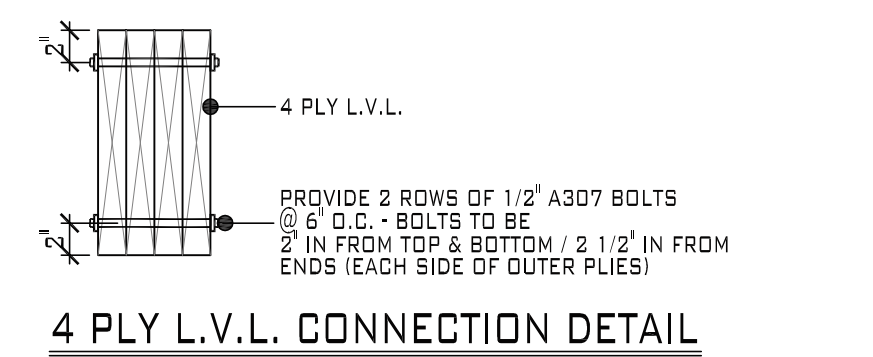 2"
4 PLY L.V.L.
PROVIDE 2 ROWS OF 1/2" A307 BOLTS
@ 6" O.C. - BOLTS TO BE
2" IN FROM TOP & BOTTOM / 2 1/2" IN FROM
ENDS (EACH SIDE OF OUTER PLIES)
2"
4 PLY L.V.L. CONNECTION DETAIL